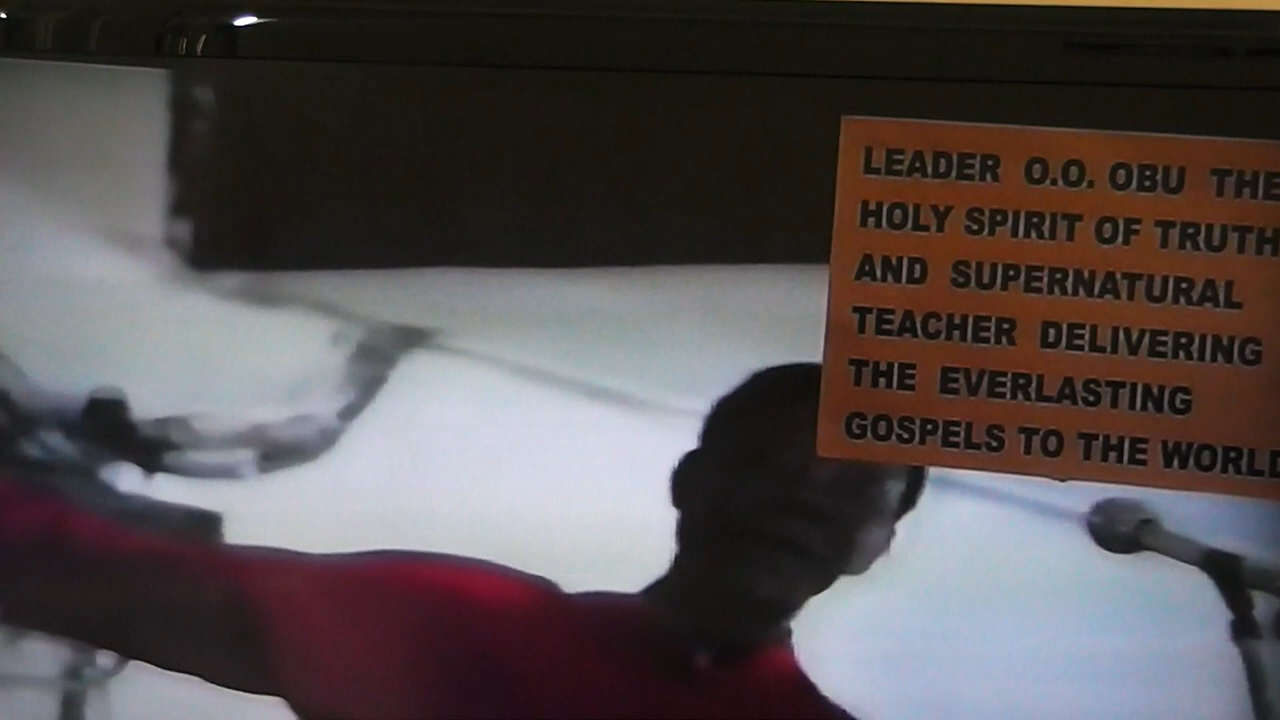 LEADER O.O. OBU THE
HOLY SPIRIT OF TRUTH
AND SUPERNATURAL
TEACHER DELIVERING
THE EVERLASTING
GOSPELS TO THE WORLD